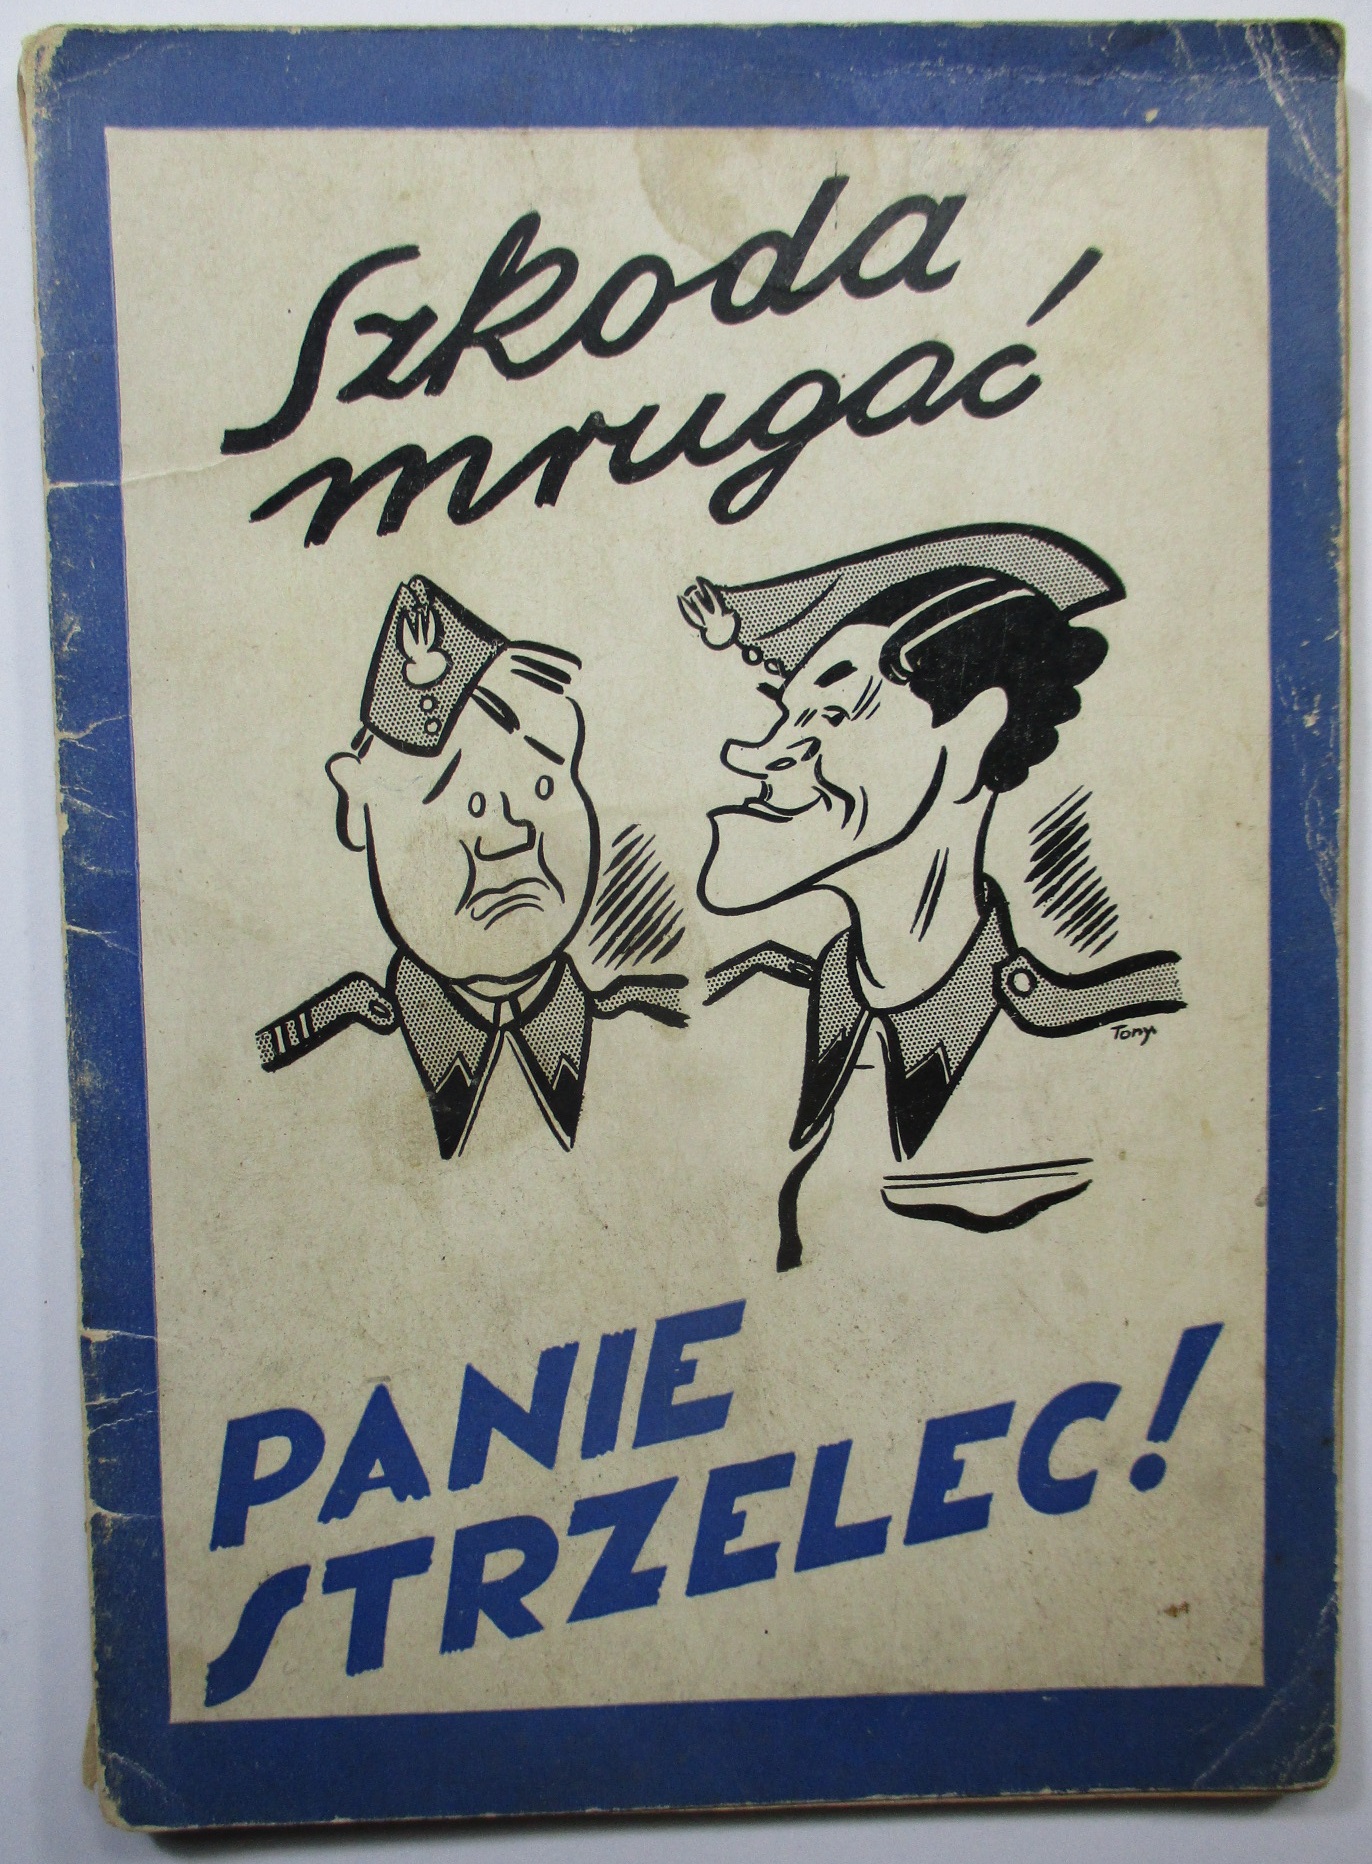 Szkoda
mrugać
Tony
PANIE
STRZELEC!